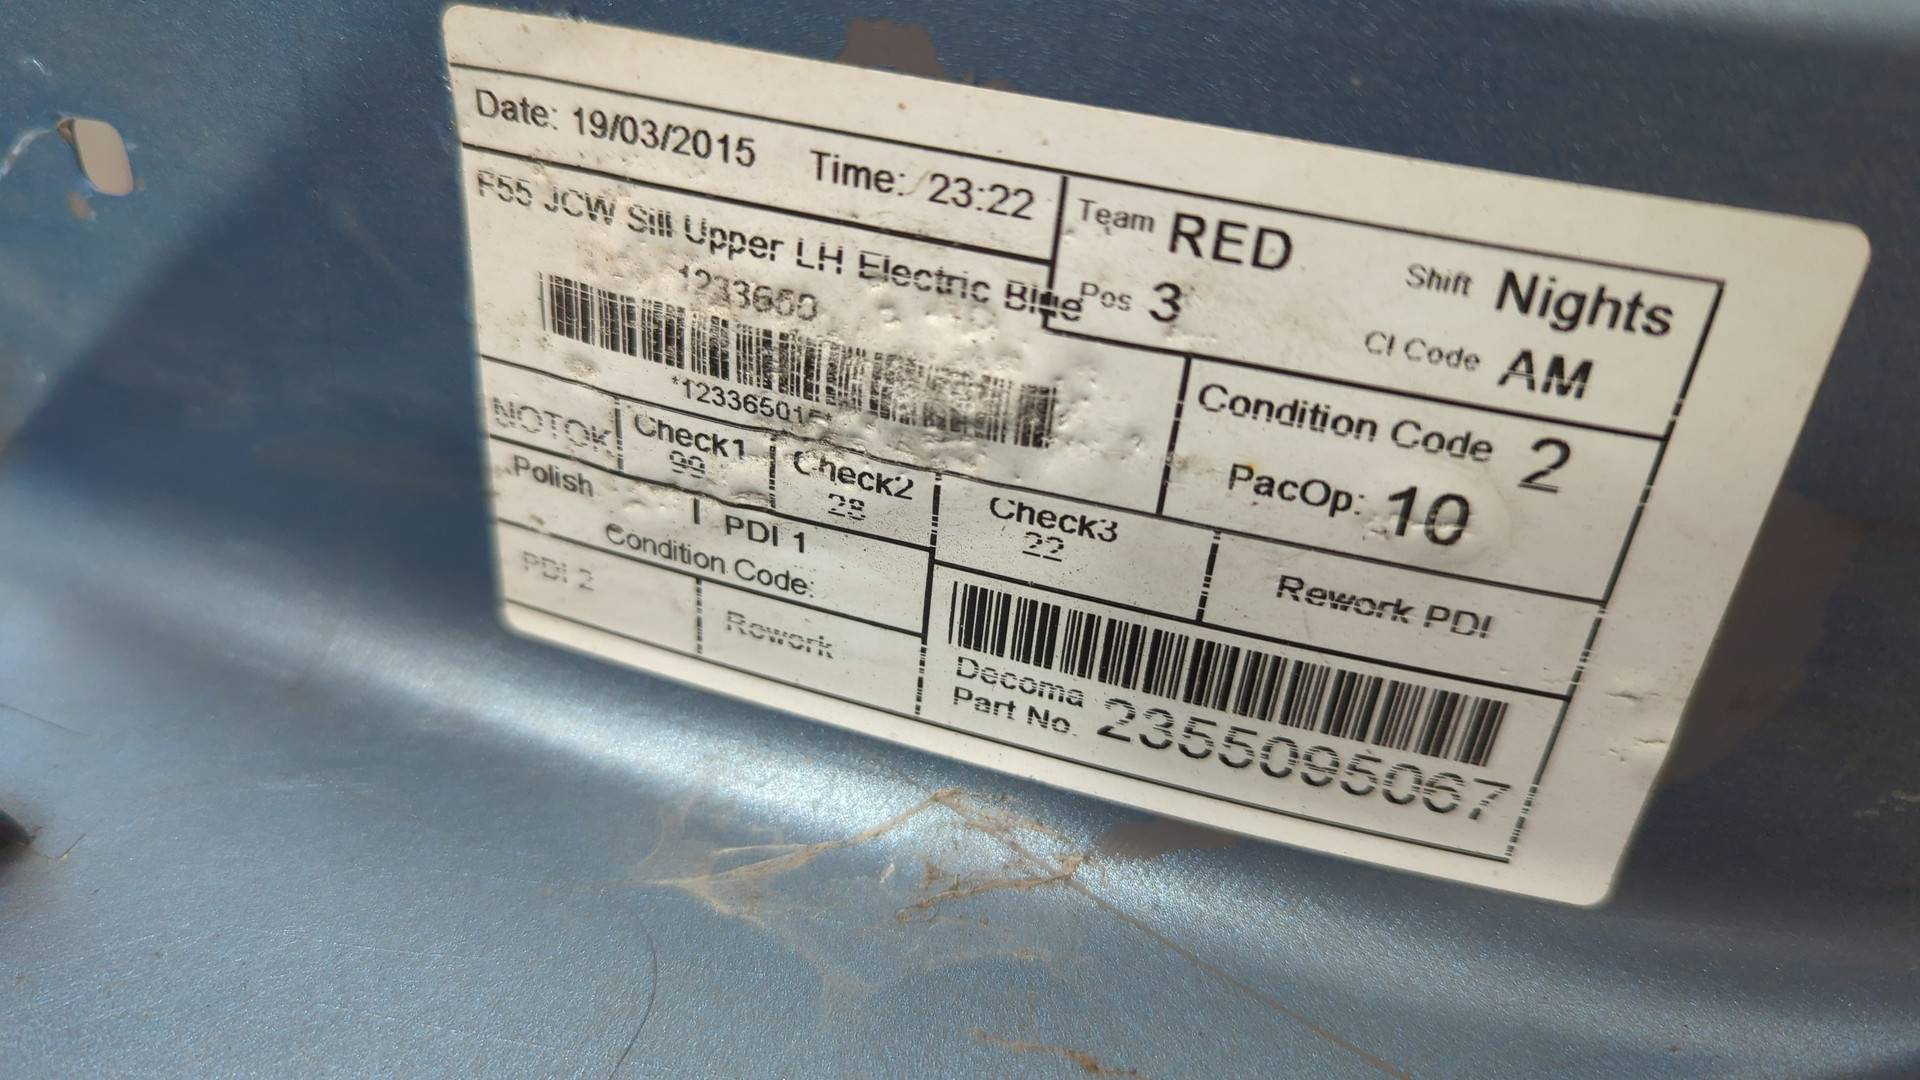 Date: 19/03/2015 Time: 23:22
Team RED Shift Nights
F55 JCW Sill Upper LH Electric Blue
Pos 3 CI Code AM
Condition Code 2
*123365015*
PacOp: 10
NOTOK Check1 Check2 Check3 Rework PDI
99 28 22
Polish PDI 1
Condition Code:
PDI 2 Rework
Decoma
Part No. 2355095067